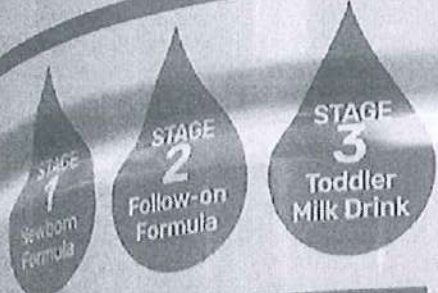 STAGE
1
Newborn
Formula
STAGE
2
Follow-on
Formula
STAGE
3
Toddler
Milk Drink